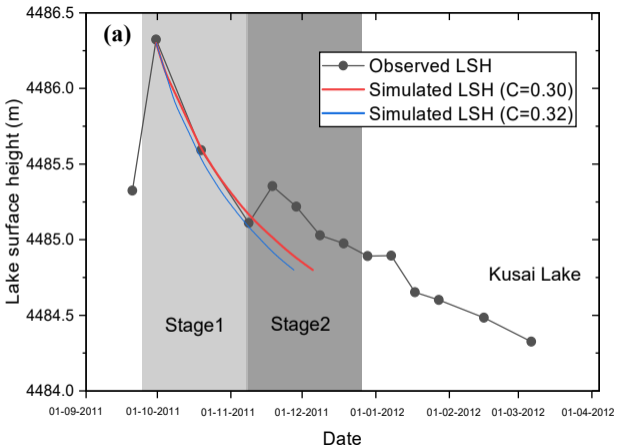 (a)
Observed LSH
Simulated LSH (C=0.30)
Simulated LSH (C=0.32)
4486.5
4486.0
4485.5
4485.0
4484.5
4484.0
Lake surface height (m)
Kusai Lake
Stage1
Stage2
01-09-2011
01-10-2011
01-11-2011
01-12-2011
01-01-2012
01-02-2012
01-03-2012
01-04-2012
Date